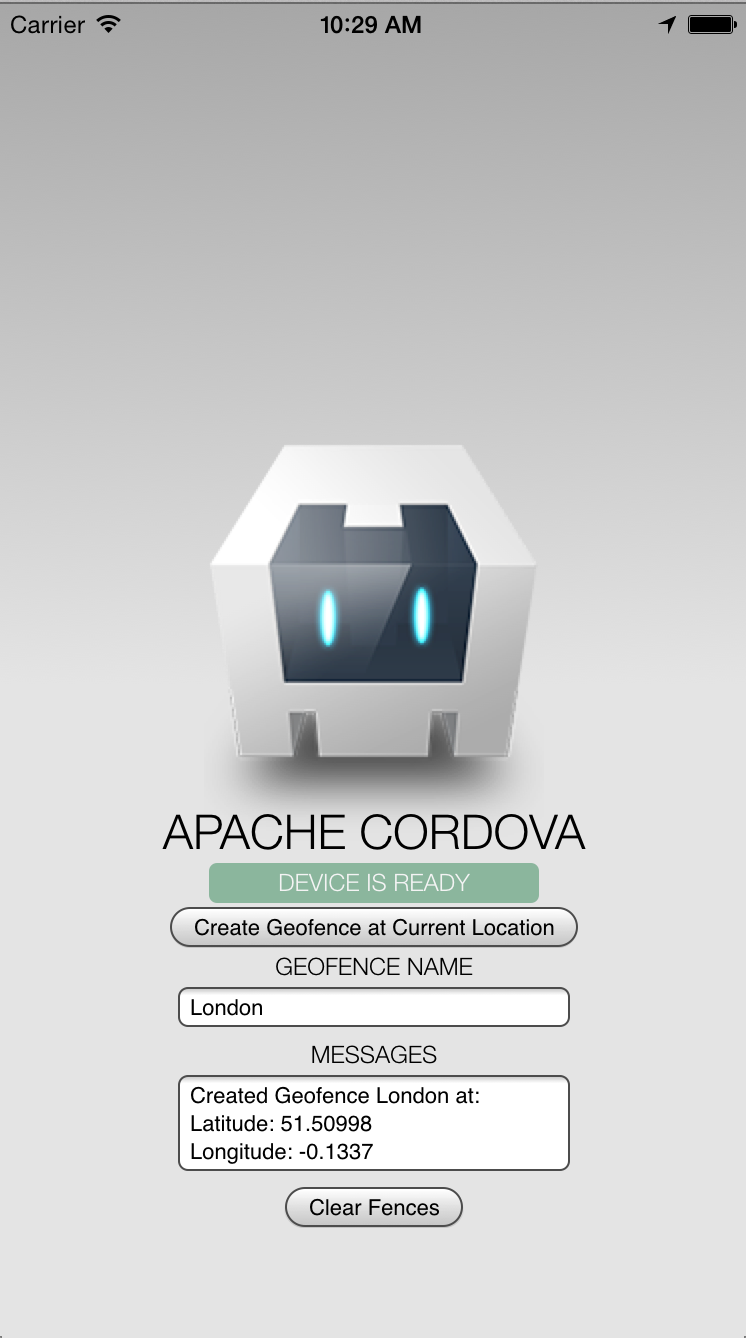 Carrier 10:29 AM
APACHE CORDOVA
DEVICE IS READY
Create Geofence at Current Location
GEOFENCE NAME
London
MESSAGES
Created Geofence London at:
Latitude: 51.50998
Longitude: -0.1337
Clear Fences